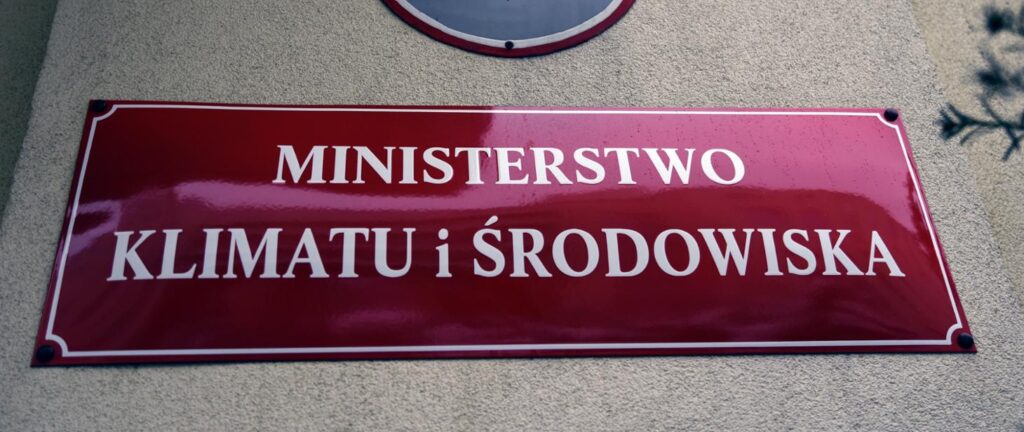 MINISTERSTWO
KLIMATU i ŚRODOWISKA